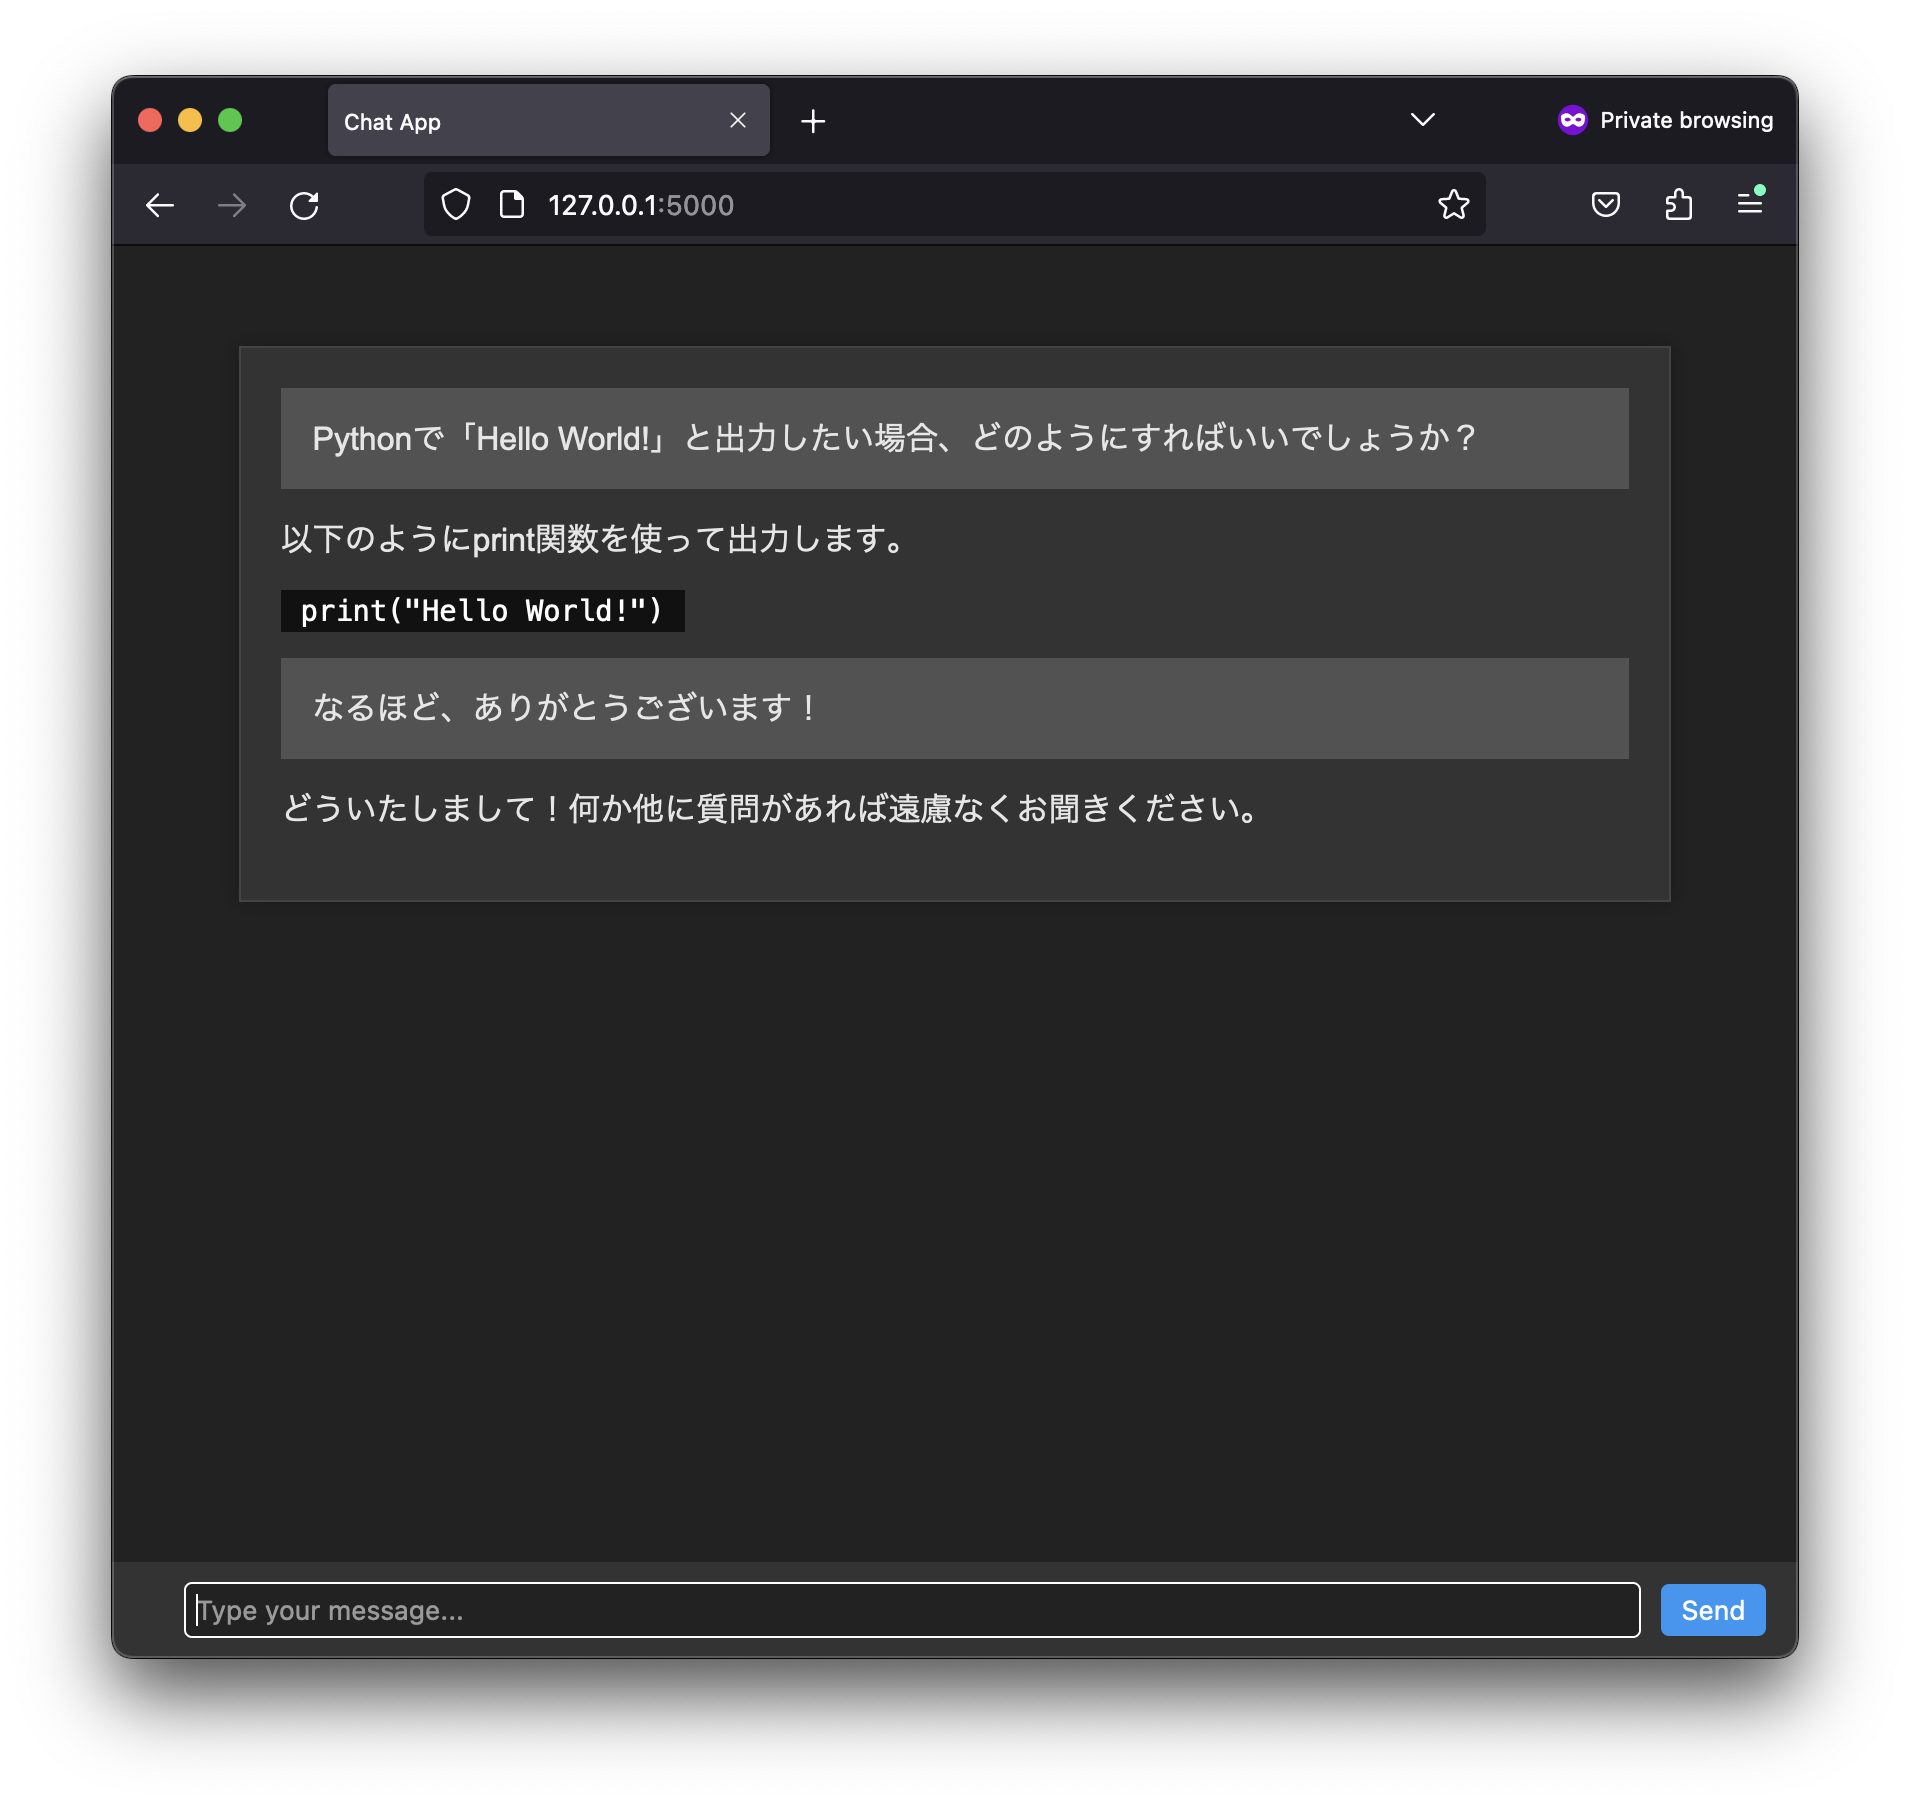 Chat App
Private browsing
127.0.0.1:5000
Pythonで「Hello World!」と出力したい場合、どのようにすればいいでしょうか？
以下のようにprint関数を使って出力します。
print("Hello World!")
なるほど、ありがとうございます！
どういたしまして！何か他に質問があれば遠慮なくお聞きください。
Type your message...
Send